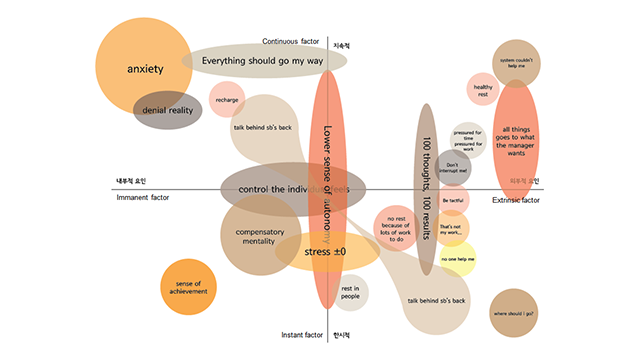 Continuous factor
지속적
Everything should go my way
anxiety
system couldn't
help me
healthy
rest
recharge
denial reality
talk behind sb's back
Lower sense of autonomy
100 thoughts, 100 results
pressured for
time
pressured for
work
all things
goes to what
the manager
wants
Don't
interrupt me!
내부적 요인
control the individual feels
외부적 요인
Immanent factor
Extrinsic factor
Be tactful
compensatory
mentality
no rest
because of
lots of work
to do
That's not
my work...
stress ±0
no one help me
sense of
achievement
rest in
people
talk behind sb's back
where should I go?
Instant factor
한시적